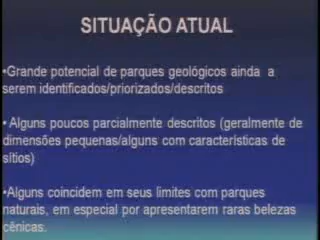 SITUAÇÃO ATUAL
•Grande potencial de parques geológicos ainda a
serem identificados/priorizados/descritos
• Alguns poucos parcialmente descritos (geralmente de
dimensões pequenas/alguns com características de
sítios)
•Alguns coincidem em seus limites com parques
naturais, em especial por apresentarem raras belezas
cênicas.